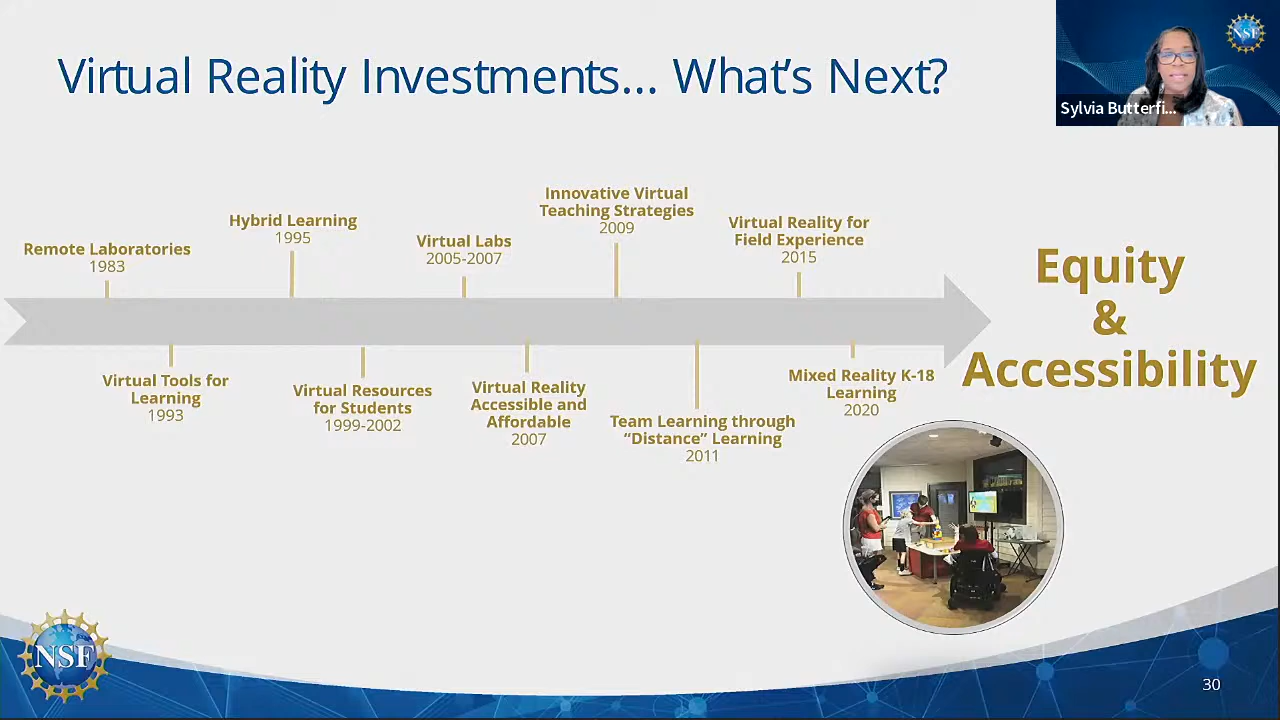 Virtual Reality Investments... What's Next?
NSF
Sylvia Butterfi...
Innovative Virtual
Teaching Strategies
2009
Hybrid Learning
1995
Virtual Reality for
Field Experience
2015
Remote Laboratories
1983
Virtual Labs
2005-2007
Equity
&
Accessibility
Virtual Tools for
Learning
1993
Virtual Resources
for Students
1999-2002
Virtual Reality
Accessible and
Affordable
2007
Team Learning through
“Distance” Learning
2011
Mixed Reality K-18
Learning
2020
NSF
30